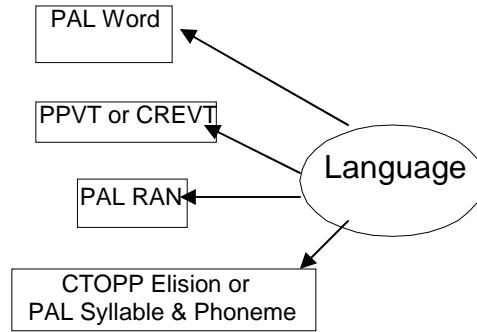 PAL Word
PPVT or CREVT
Language
PAL RAN
CTOPP Elision or
PAL Syllable & Phoneme